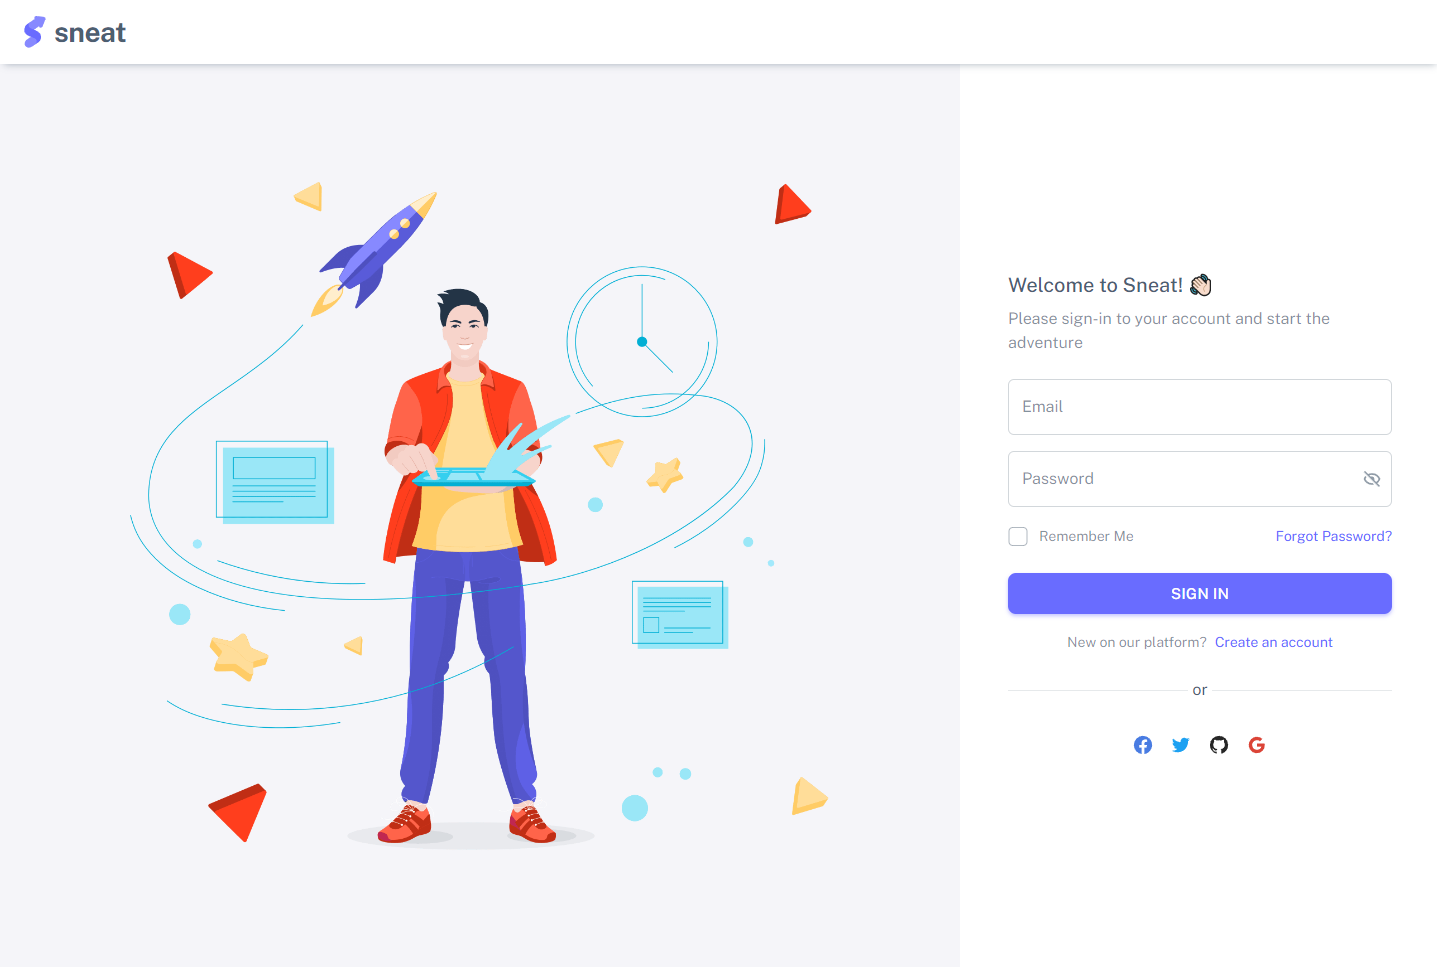 sneat
Welcome to Sneat! 👋🏻
Please sign-in to your account and start the
adventure
Email
Password
Remember Me
Forgot Password?
SIGN IN
New on our platform? Create an account
or